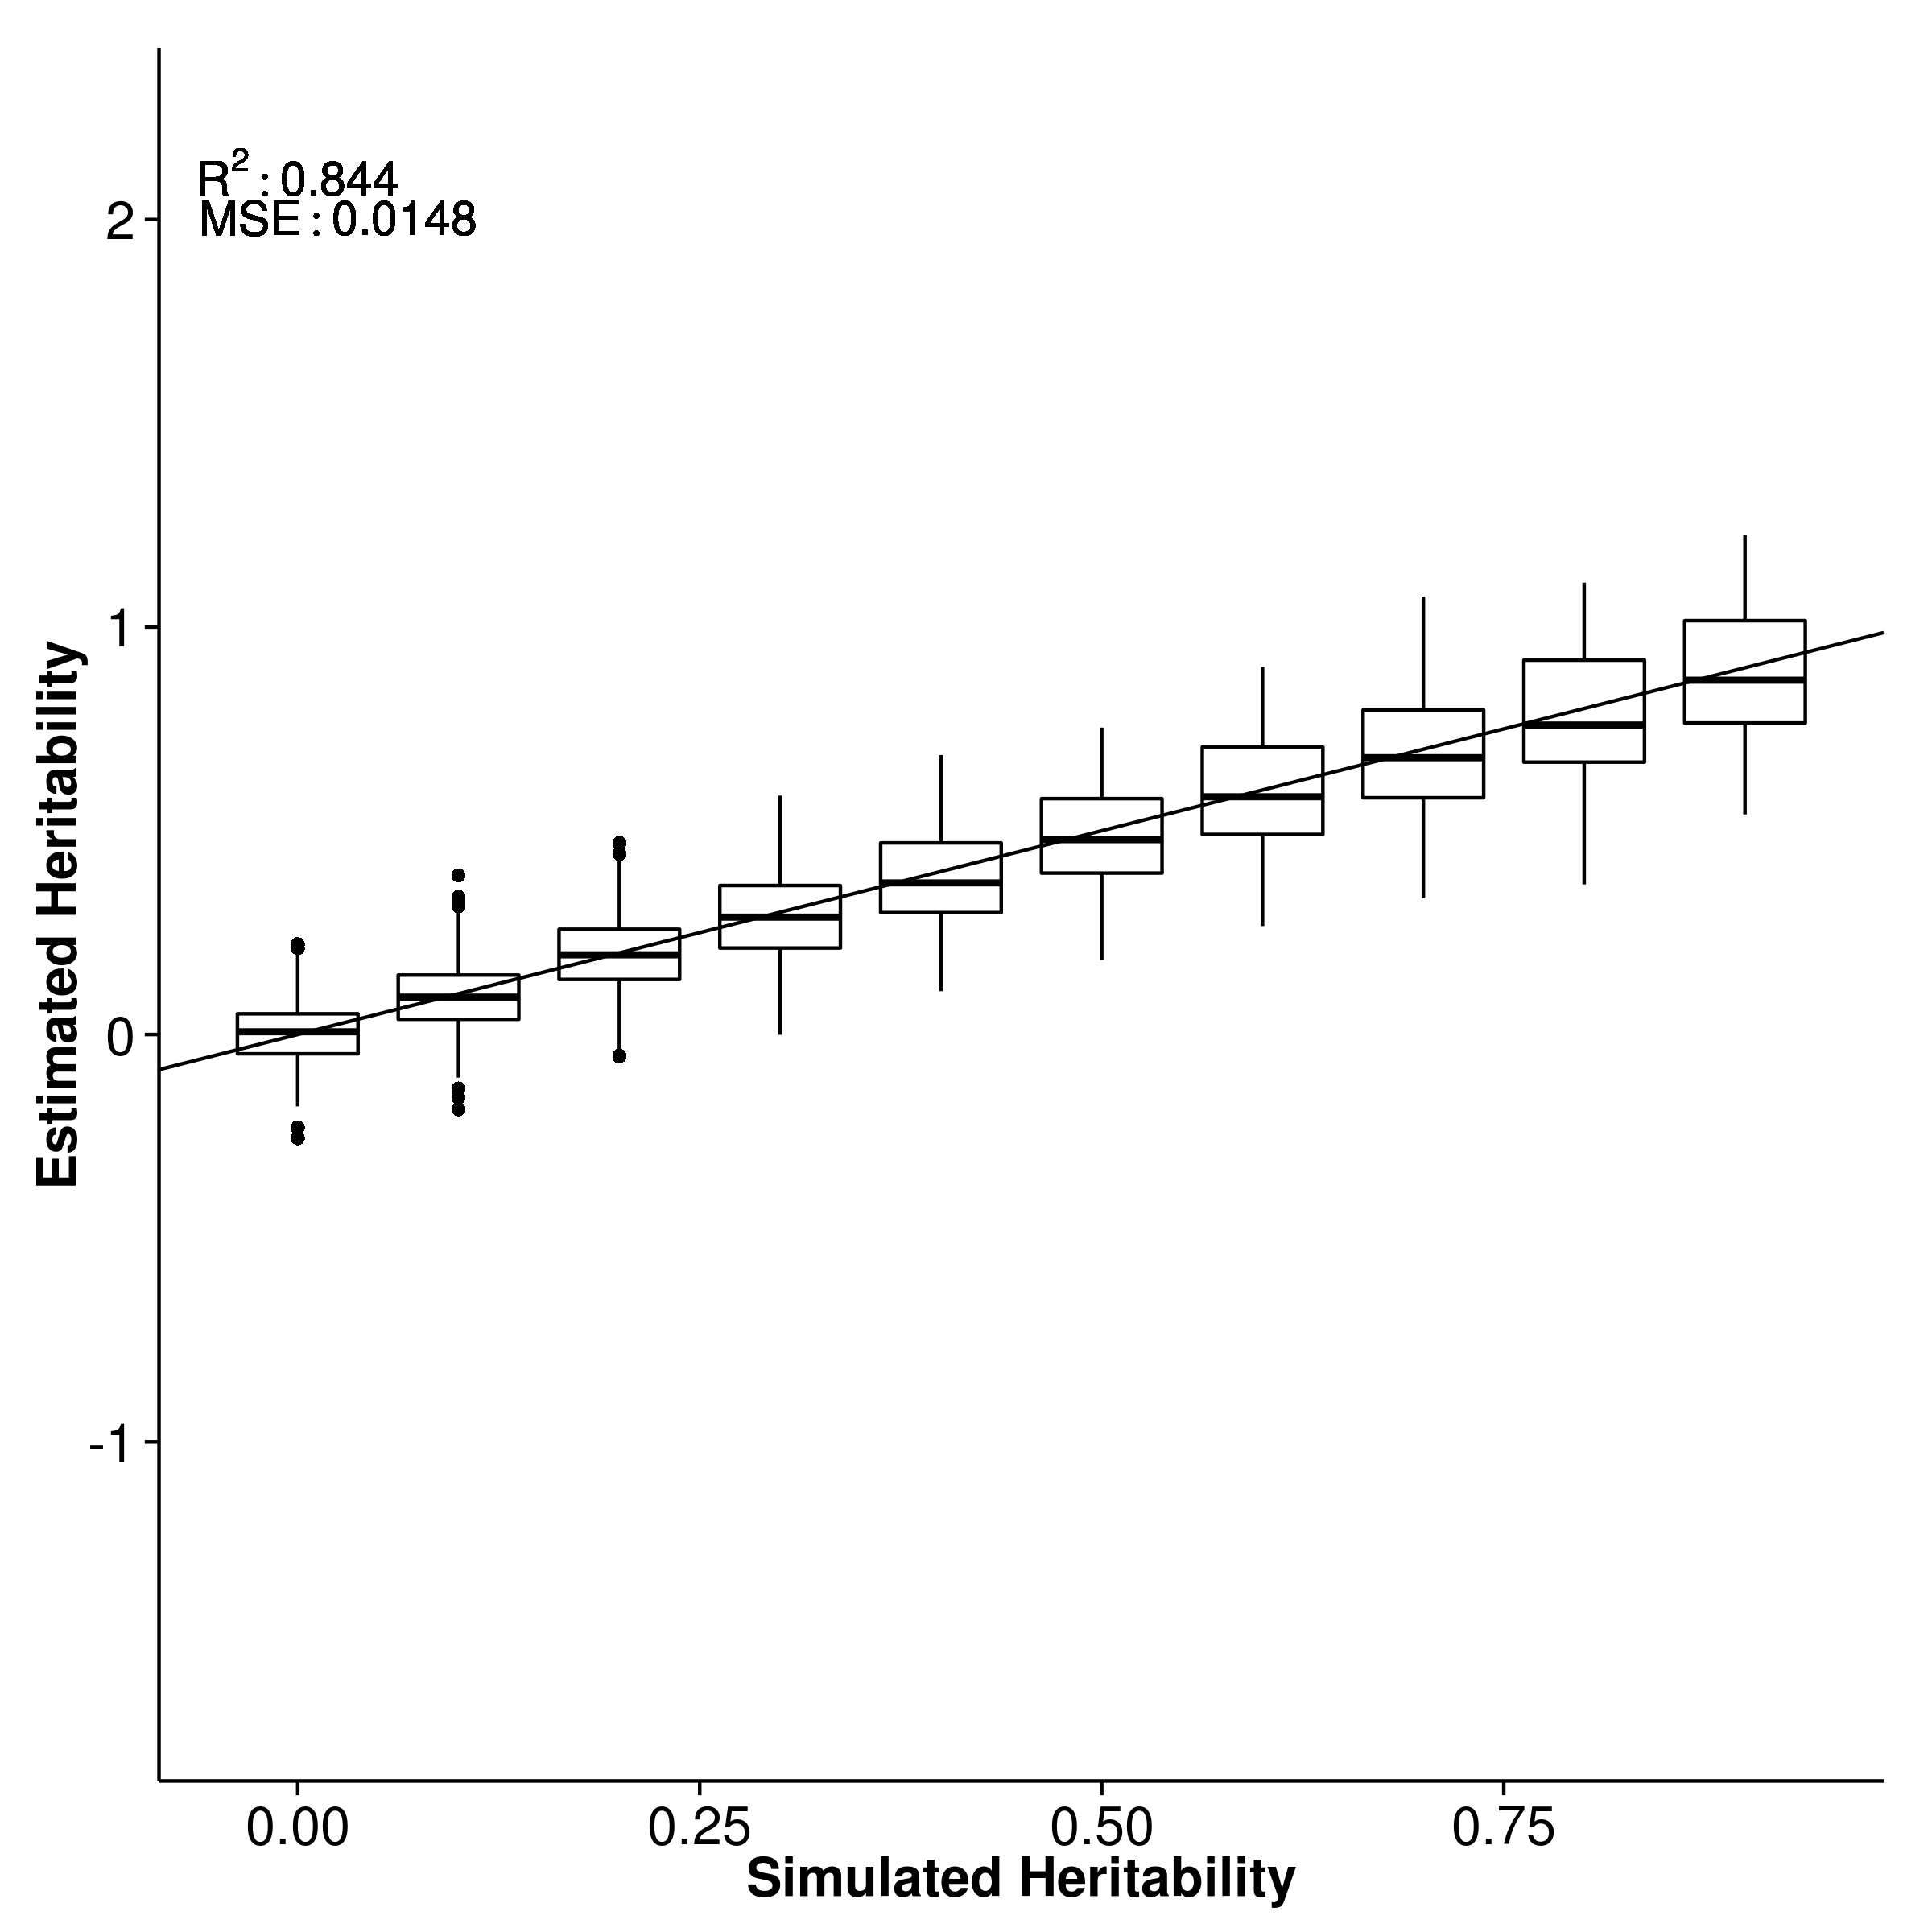 R²: 0.844
MSE: 0.0148
2
1
0
-1
Estimated Heritability
0.00 0.25 0.50 0.75
Simulated Heritability